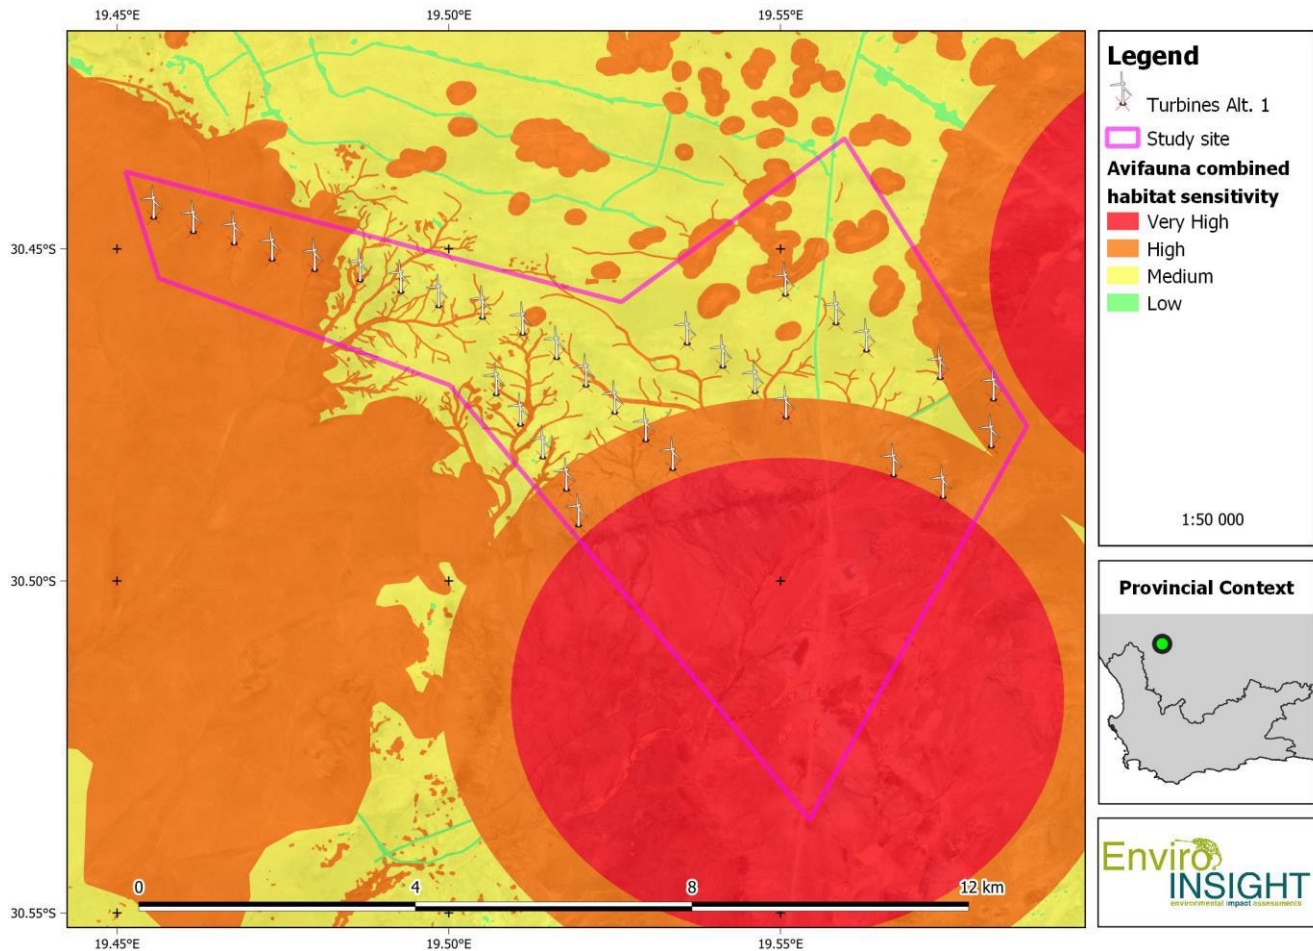 19.45°E
19.50°E
19.55°E
30.45°S
30.50°S
30.55°S
0
4
8
12 km
19.45°E
19.50°E
19.55°E
Legend
Turbines Alt. 1
Study site
Avifauna combined
habitat sensitivity
Very High
High
Medium
Low
1:50 000
Provincial Context
Enviro
INSIGHT
environmental impact assessments